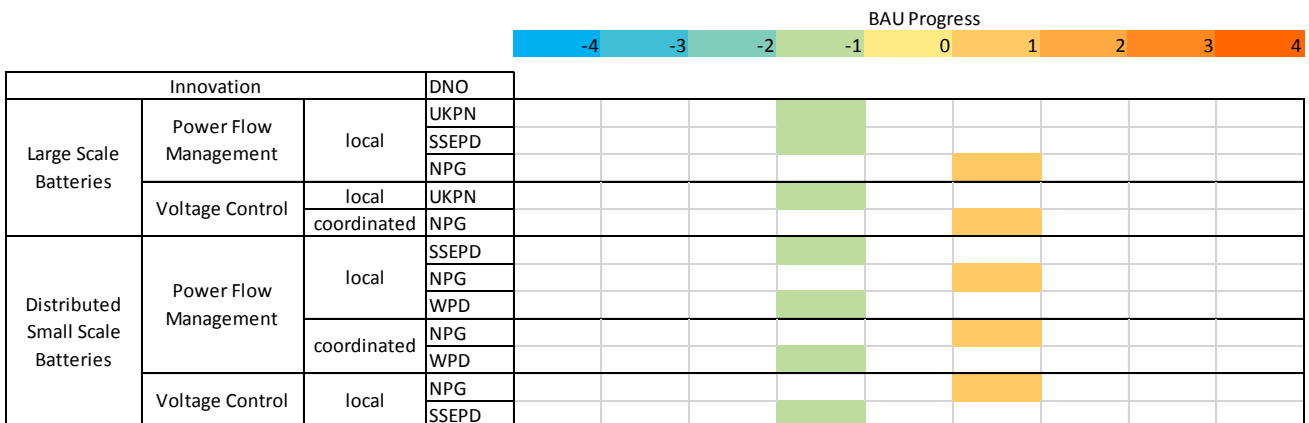 BAU Progress
-4 -3 -2 -1 0 1 2 3 4
Innovation DNO
Large Scale
Batteries
Power Flow
Management
local
UKPN
SSEPD
NPG
Voltage Control
local UKPN
coordinated NPG
Distributed
Small Scale
Batteries
Power Flow
Management
local
SSEPD
NPG
WPD
coordinated
NPG
WPD
Voltage Control
local
NPG
SSEPD